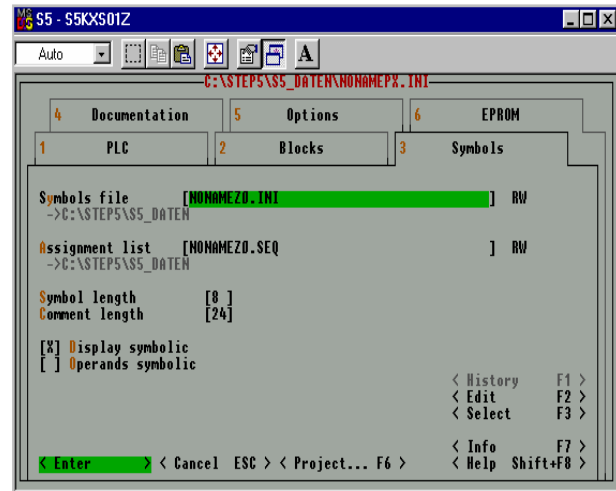 S5 - S5KXS01Z
Auto
A
C:\STEP5\S5_DATEN\NONAMEPX.INI
4 Documentation 5 Options 6 EPROM
1 PLC 2 Blocks 3 Symbols
Symbols file [NONAMEZ0.INI ] RW
->C:\STEP5\S5_DATEN
Assignment list [NONAMEZ0.SEQ ] RW
->C:\STEP5\S5_DATEN
Symbol length [8 ]
Comment length [24]
[X] Display symbolic
[ ] Operands symbolic
< History F1 >
< Edit F2 >
< Select F3 >
< Info F7 >
< Enter > < Cancel ESC > < Project... F6 > < Help Shift+F8 >